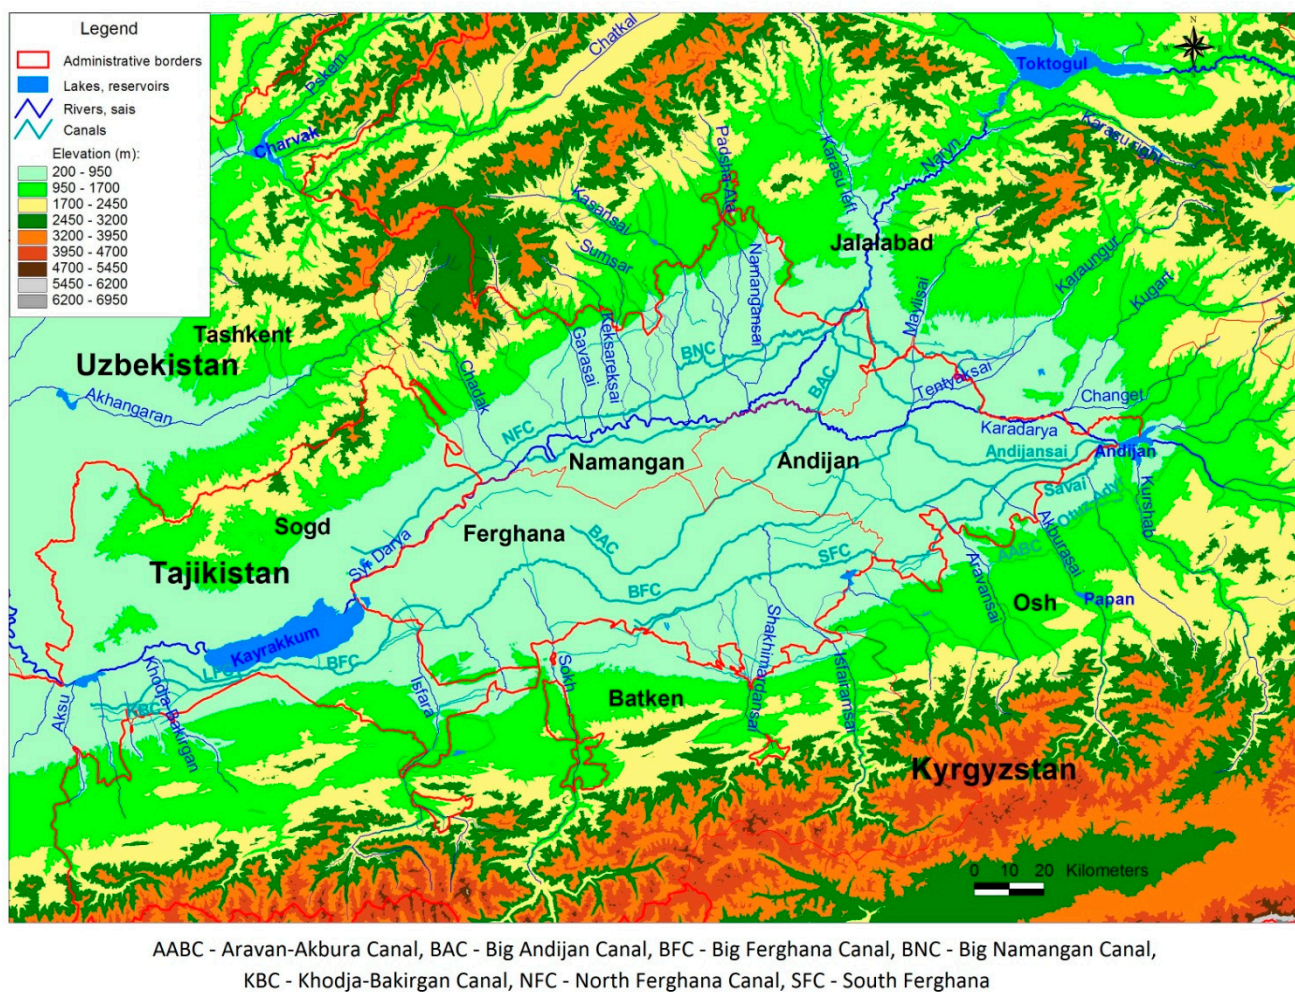 Legend
Administrative borders
Lakes, reservoirs
Rivers, sais
Canals
Elevation (m):
200 - 950
950 - 1700
1700 - 2450
2450 - 3200
3200 - 3950
3950 - 4700
4700 - 5450
5450 - 6200
6200 - 6950
N
Chatkal
Pskem
Charvak
Toktogul
Karasu right
Naryn
Padsha-Ata
Karasu left
Kasansai
Sumsar
Jalalabad
Namangansai
Karaungur
Kugart
Maylisai
Tashkent
Uzbekistan
Akhangaran
Chadak
Gavasai
Reksareksai
BNC
BAC
Tentyaksai
Changet
NFC
Karadarya
Namangan
Andijan
Andijansai
Andijan
Savai
Otuz-Adyr
Kurshab
Sogd
Ferghana
BAC
SFC
Akburasai
AABC
Aravansai
Syr Darya
Tajikistan
BFC
Osh
Papan
Kayrakkum
BFC
Shakhimardansai
Isfairamsai
Khodja-Bakirgan
KBC
Aksu
Isfara
Sokh
Batken
Kyrgyzstan
0 10 20 Kilometers
AABC - Aravan-Akbura Canal, BAC - Big Andijan Canal, BFC - Big Ferghana Canal, BNC - Big Namangan Canal,
KBC - Khodja-Bakirgan Canal, NFC - North Ferghana Canal, SFC - South Ferghana